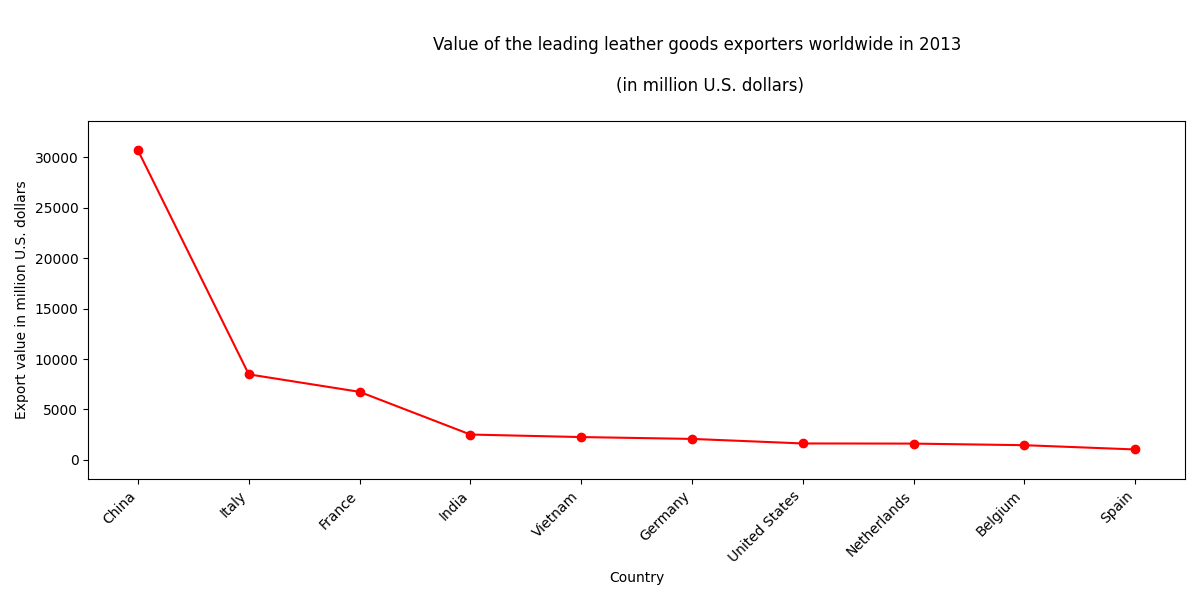 Value of the leading leather goods exporters worldwide in 2013
(in million U.S. dollars)
Export value in million U.S. dollars
30000
25000
20000
15000
10000
5000
0
China
Italy
France
India
Vietnam
Germany
United States
Netherlands
Belgium
Spain
Country